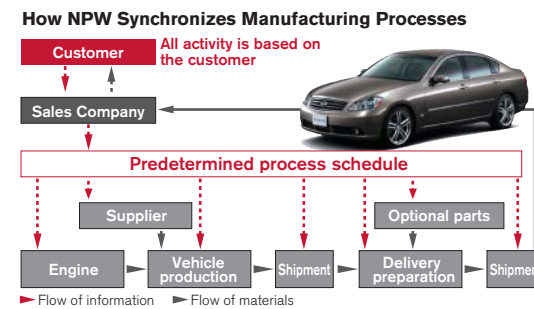 How NPW Synchronizes Manufacturing Processes
Customer
All activity is based on
the customer
Sales Company
Predetermined process schedule
Supplier
Optional parts
Engine
Vehicle
production
Shipment
Delivery
preparation
Shipmen
Flow of information
Flow of materials